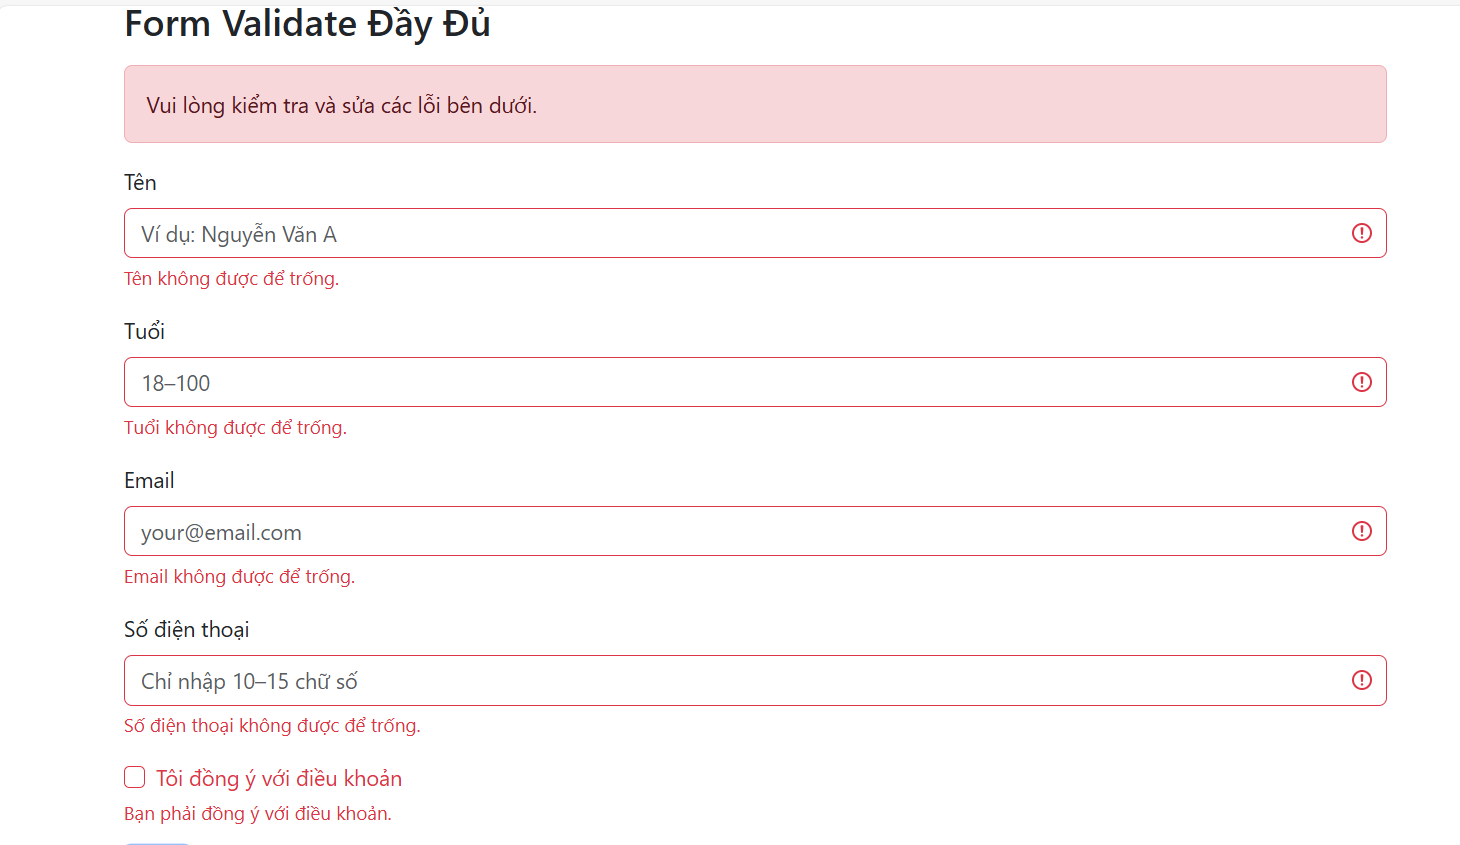 Form Validate Đầy Đủ
Vui lòng kiểm tra và sửa các lỗi bên dưới.
Tên
Ví dụ: Nguyễn Văn A
Tên không được để trống.
Tuổi
18–100
Tuổi không được để trống.
Email
your@email.com
Email không được để trống.
Số điện thoại
Chỉ nhập 10–15 chữ số
Số điện thoại không được để trống.
Tôi đồng ý với điều khoản
Bạn phải đồng ý với điều khoản.